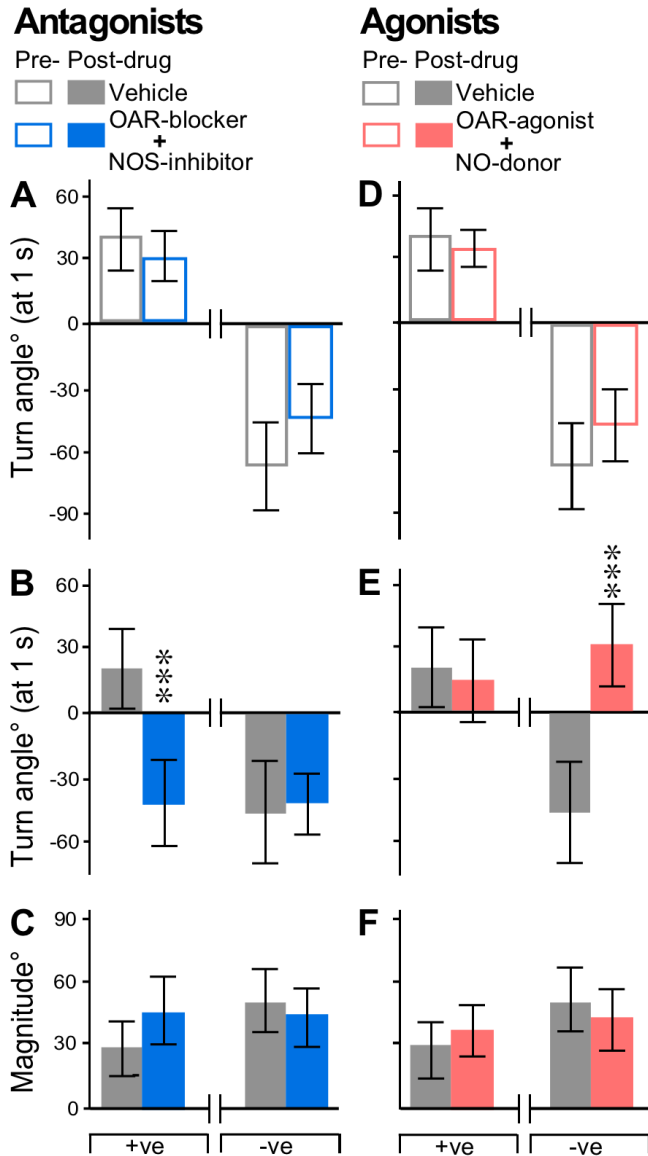 Antagonists
Pre- Post-drug
Vehicle
OAR-blocker
+
NOS-inhibitor
Agonists
Pre- Post-drug
Vehicle
OAR-agonist
+
NO-donor
A
Turn angle° (at 1 s)
60
30
0
-30
-60
-90
D
B
Turn angle° (at 1 s)
60
30
0
-30
-60
***
E
***
C
Magnitude°
90
60
30
0
+ve
-ve
F
+ve
-ve